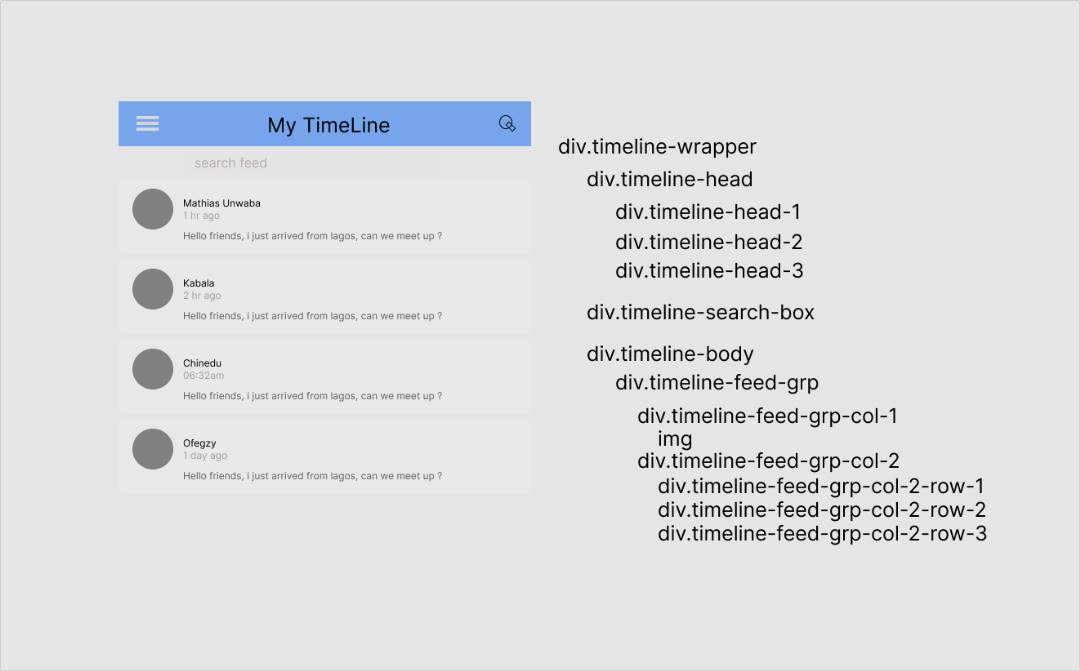 My TimeLine
search feed
Mathias Unwaba
1 hr ago
Hello friends, i just arrived from lagos, can we meet up ?
Kabala
2 hr ago
Hello friends, i just arrived from lagos, can we meet up ?
Chinedu
06:32am
Hello friends, i just arrived from lagos, can we meet up ?
Ofegzy
1 day ago
Hello friends, i just arrived from lagos, can we meet up ?
div.timeline-wrapper
div.timeline-head
div.timeline-head-1
div.timeline-head-2
div.timeline-head-3
div.timeline-search-box
div.timeline-body
div.timeline-feed-grp
div.timeline-feed-grp-col-1
img
div.timeline-feed-grp-col-2
div.timeline-feed-grp-col-2-row-1
div.timeline-feed-grp-col-2-row-2
div.timeline-feed-grp-col-2-row-3